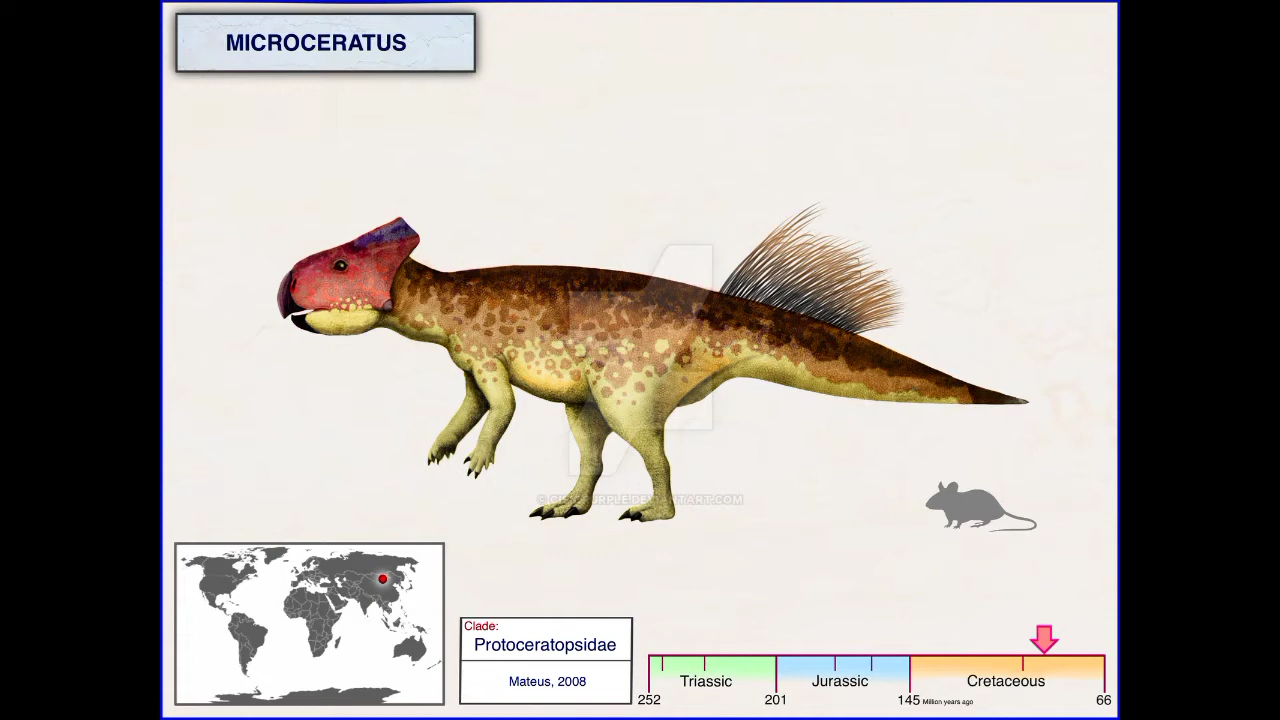 MICROCERATUS
Clade:
Protoceratopsidae
Mateus, 2008
Triassic
Jurassic
Cretaceous
252
201
145 Million years ago
66